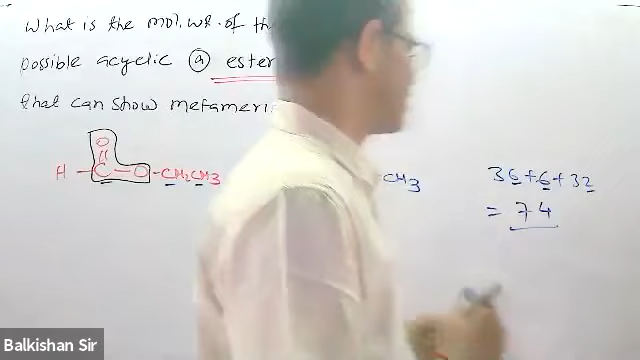 What is the mol.wt. of th
possible acyclic (a) ester
that can show metameri
O
H - C - O - CH2CH3
CH3
36+6+32
= 74
Balkishan Sir